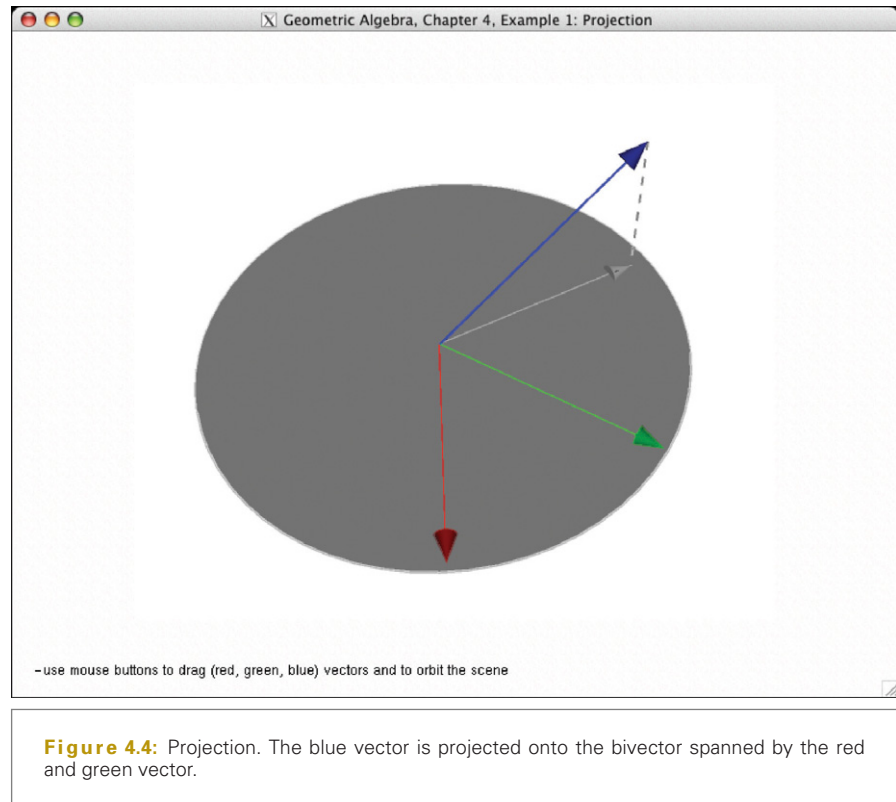 Geometric Algebra, Chapter 4, Example 1: Projection
-use mouse buttons to drag (red, green, blue) vectors and to orbit the scene
Figure 4.4: Projection. The blue vector is projected onto the bivector spanned by the red
and green vector.